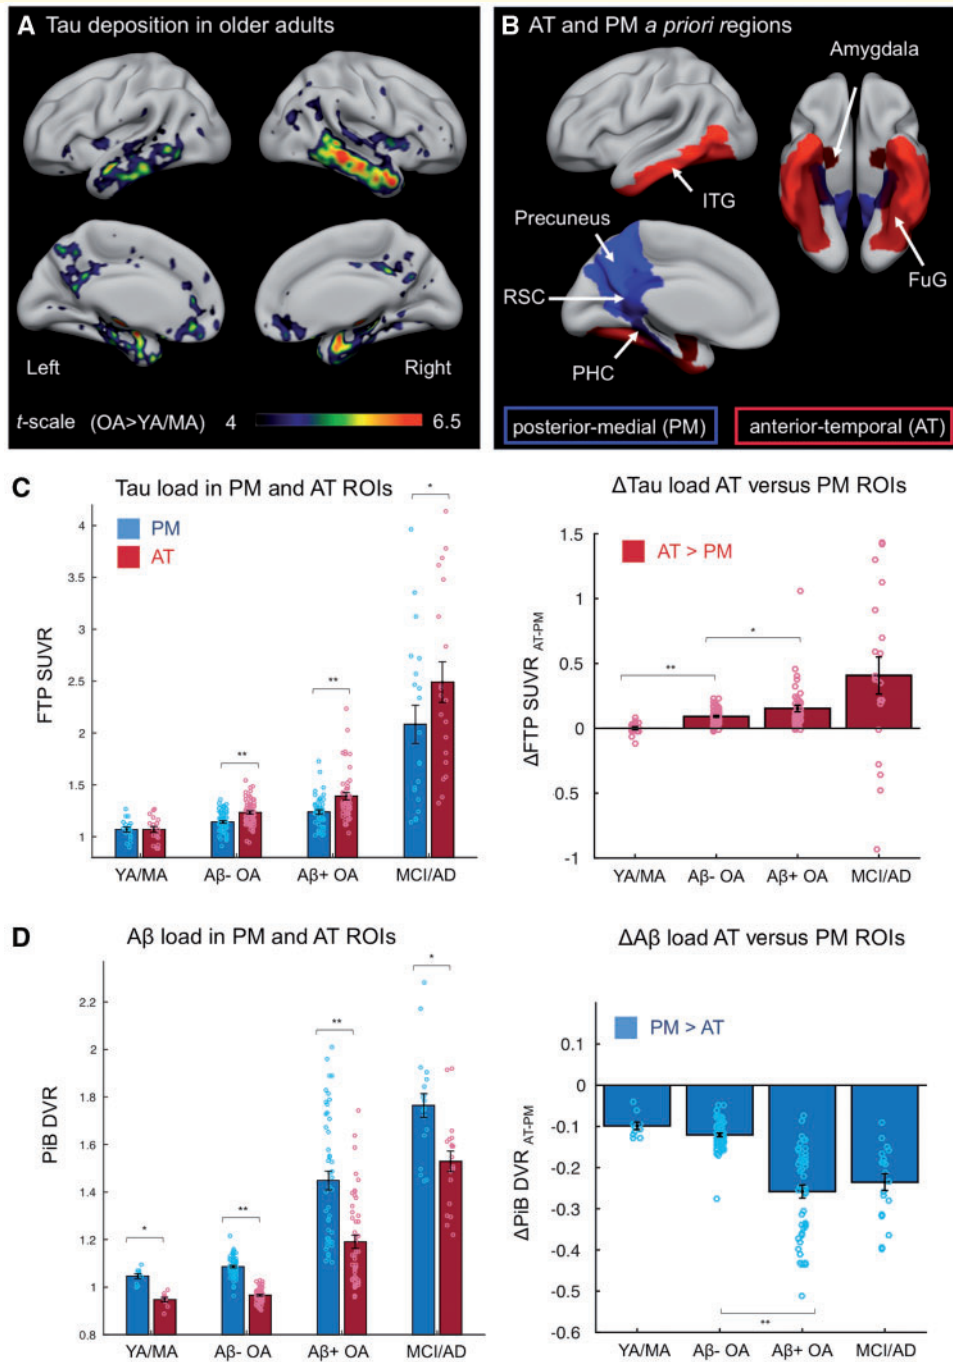 A Tau deposition in older adults
Left
Right
t-scale (OA>YA/MA) 4 6.5
B AT and PM a priori regions
Amygdala
ITG
Precuneus
RSC
PHC
FuG
posterior-medial (PM)
anterior-temporal (AT)
C
Tau load in PM and AT ROIs
PM
AT
FTP SUVR
4
3.5
3
2.5
2
1.5
1
**
**
*
YA/MA Aβ- OA Aβ+ OA MCI/AD
ΔTau load AT versus PM ROIs
AT > PM
ΔFTP SUVR AT-PM
1.5
1
0.5
0
0.5
-1
**
*
YA/MA Aβ- OA Aβ+ OA MCI/AD
D
Aβ load in PM and AT ROIs
PiB DVR
2.2
2
1.8
1.6
1.4
1.2
1
0.8
*
**
**
*
YA/MA Aβ- OA Aβ+ OA MCI/AD
ΔAβ load AT versus PM ROIs
PM > AT
ΔPiB DVR AT-PM
0.1
0
-0.1
-0.2
-0.3
-0.4
-0.5
-0.6
**
YA/MA Aβ- OA Aβ+ OA MCI/AD